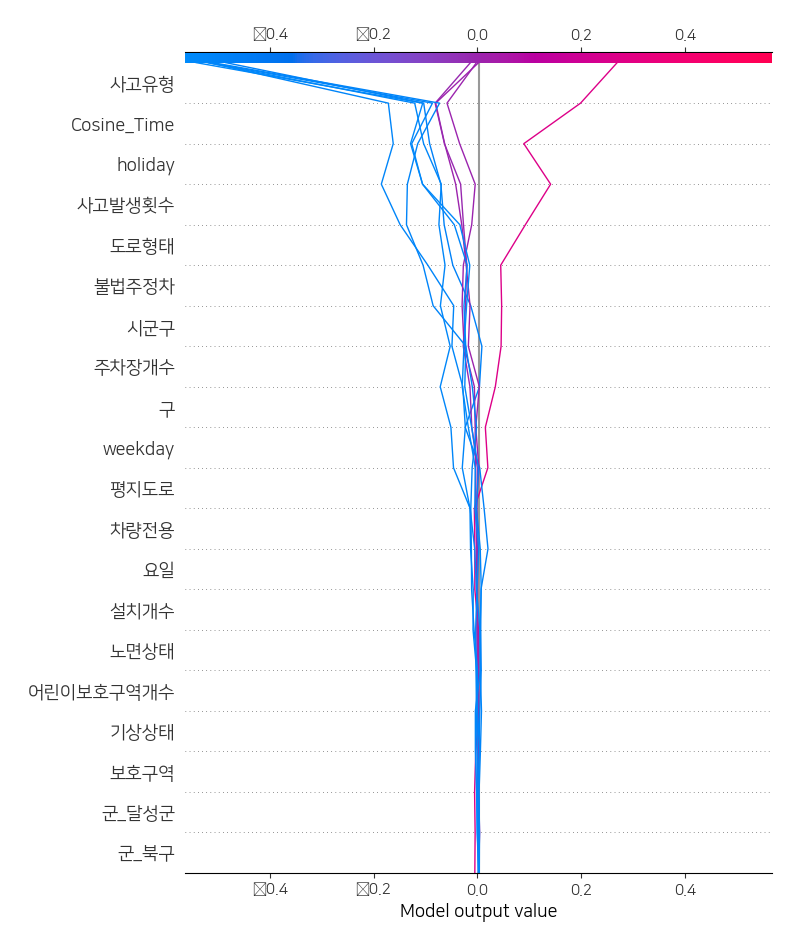 0.4 0.2 0.0 0.2 0.4
사고유형
Cosine_Time
holiday
사고발생횟수
도로형태
불법주정차
시군구
주차장개수
구
weekday
평지도로
차량전용
요일
설치개수
노면상태
어린이보호구역개수
기상상태
보호구역
군_달성군
군_북구
0.4 0.2 0.0 0.2 0.4
Model output value